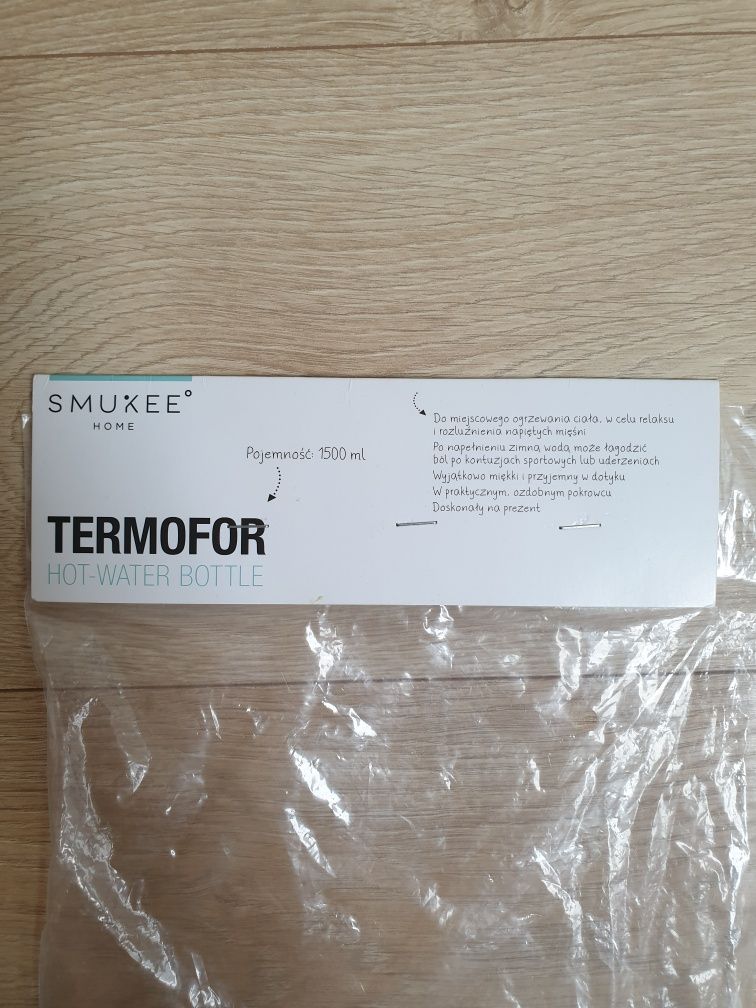 SMUKEE°
HOME
Pojemność: 1500 ml
TERMOFOR
HOT-WATER BOTTLE
Do miejscowego ogrzewania ciała, w celu relaksu
i rozluźnienia napiętych mięśni
Po napełnieniu zimną wodą może łagodzić
ból po kontuzjach sportowych lub uderzeniach
Wyjątkowo miękki i przyjemny w dotyku
W praktycznym, ozdobnym pokrowcu
Doskonały na prezent